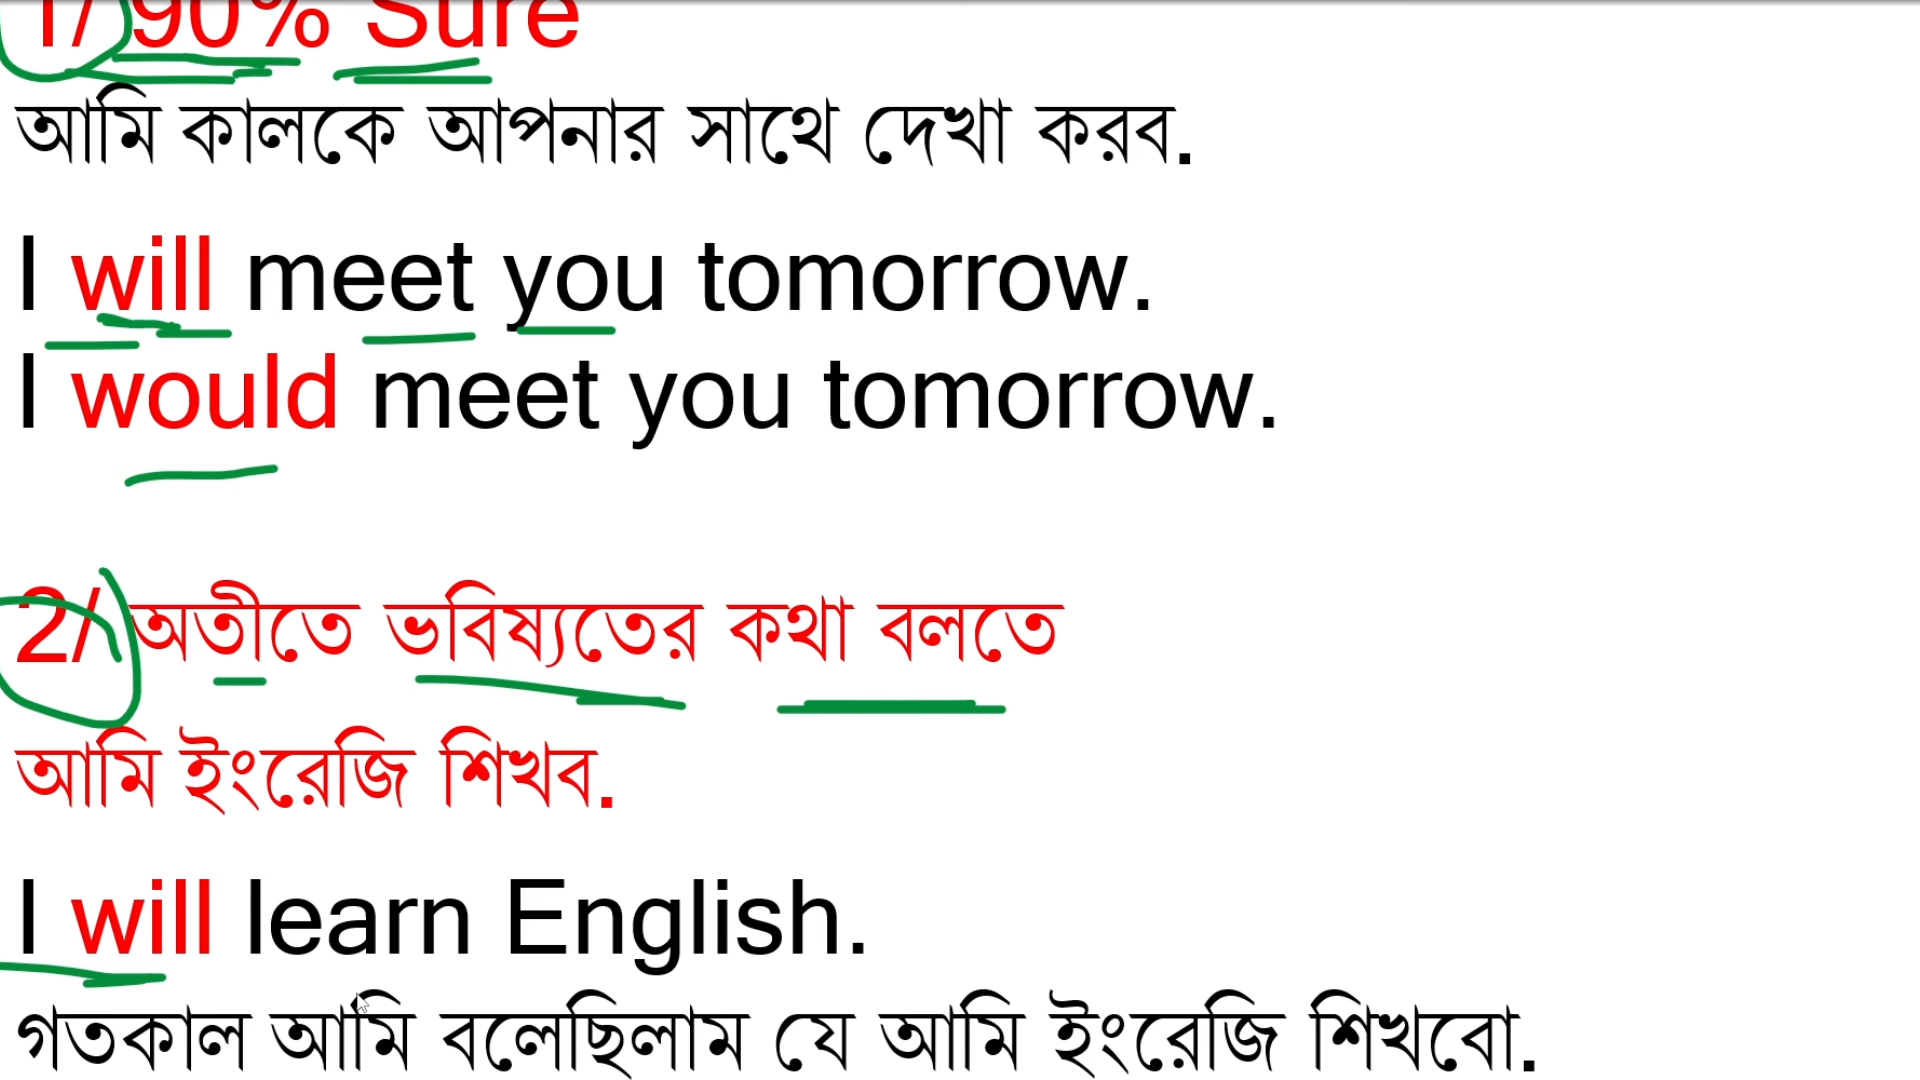 1/ 90% Sure
আমি কালকে আপনার সাথে দেখা করব.
I will meet you tomorrow.
I would meet you tomorrow.
2/ অতীতে ভবিষ্যতের কথা বলতে
আমি ইংরেজি শিখব.
I will learn English.
গতকাল আমি বলেছিলাম যে আমি ইংরেজি শিখবো.